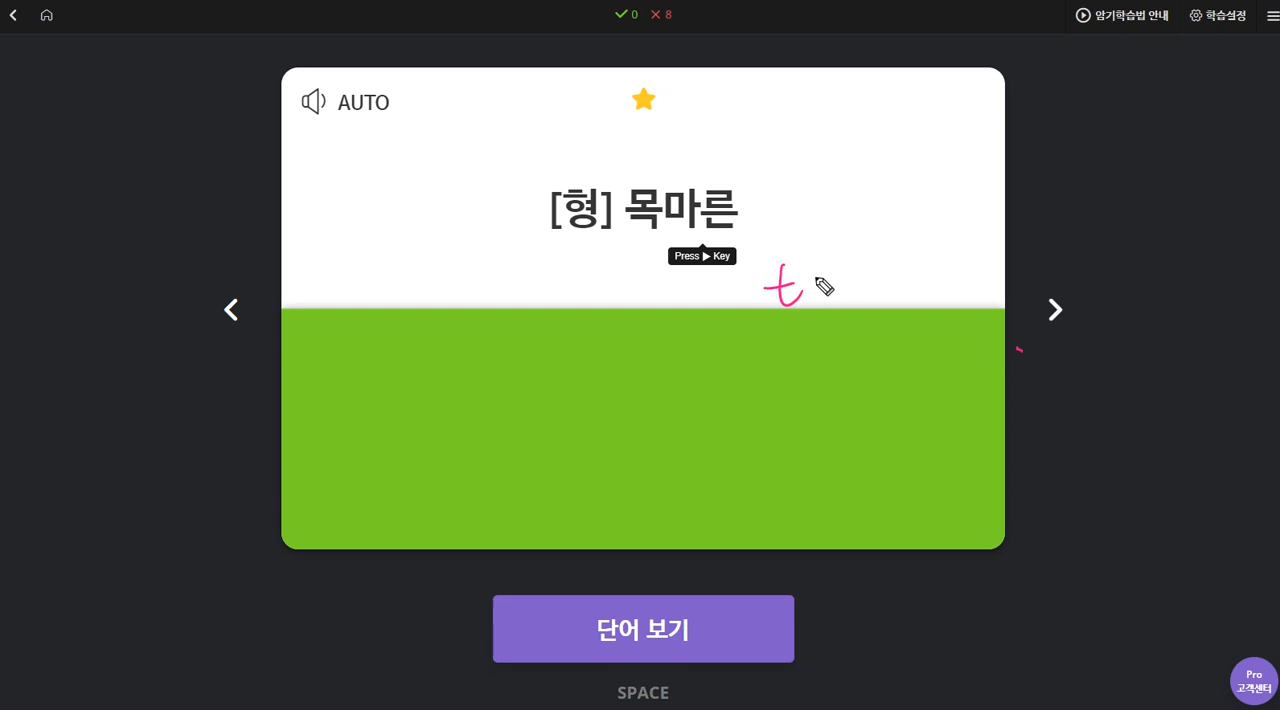 0 8 암기학습법 안내 학습설정
AUTO
[형] 목마른
Press ▶ Key
t
단어 보기
SPACE
Pro
고객센터